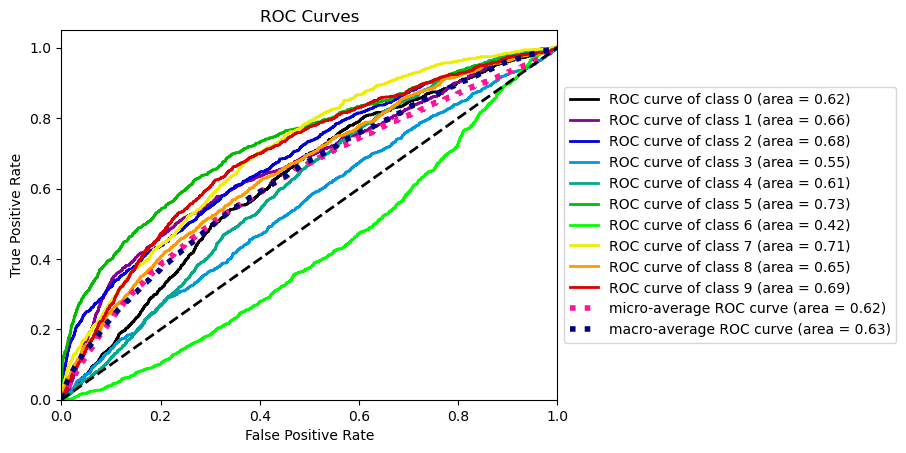 ROC Curves
True Positive Rate
1.0
0.8
0.6
0.4
0.2
0.0
0.0 0.2 0.4 0.6 0.8 1.0
False Positive Rate
ROC curve of class 0 (area = 0.62)
ROC curve of class 1 (area = 0.66)
ROC curve of class 2 (area = 0.68)
ROC curve of class 3 (area = 0.55)
ROC curve of class 4 (area = 0.61)
ROC curve of class 5 (area = 0.73)
ROC curve of class 6 (area = 0.42)
ROC curve of class 7 (area = 0.71)
ROC curve of class 8 (area = 0.65)
ROC curve of class 9 (area = 0.69)
micro-average ROC curve (area = 0.62)
macro-average ROC curve (area = 0.63)